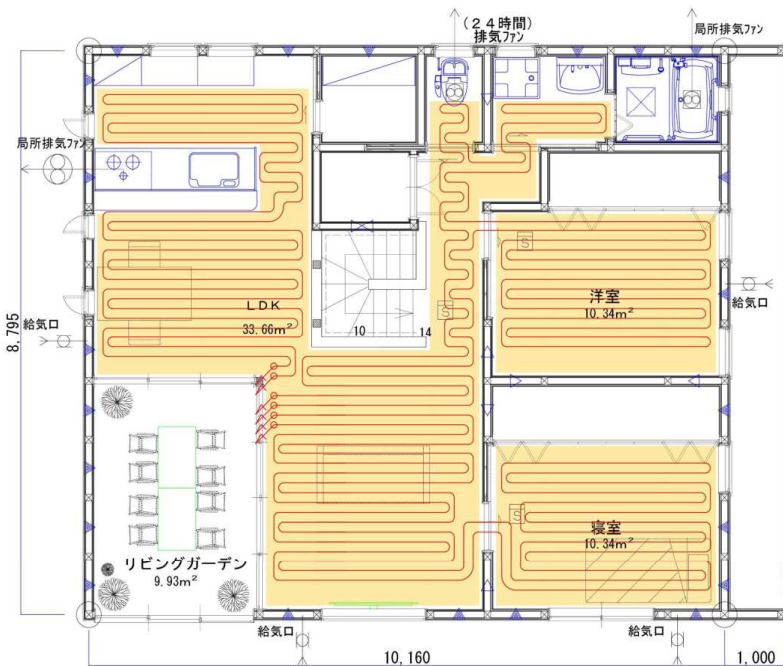 (24時間)
排気ファン
局所排気ファン
局所排気ファン
8,795
給気口
LDK
33.66m²
10
14
S
S
洋室
10.34m²
給気口
S
寝室
10.34m²
リビングガーデン
9.93m²
給気口
給気口
10,160
1,000